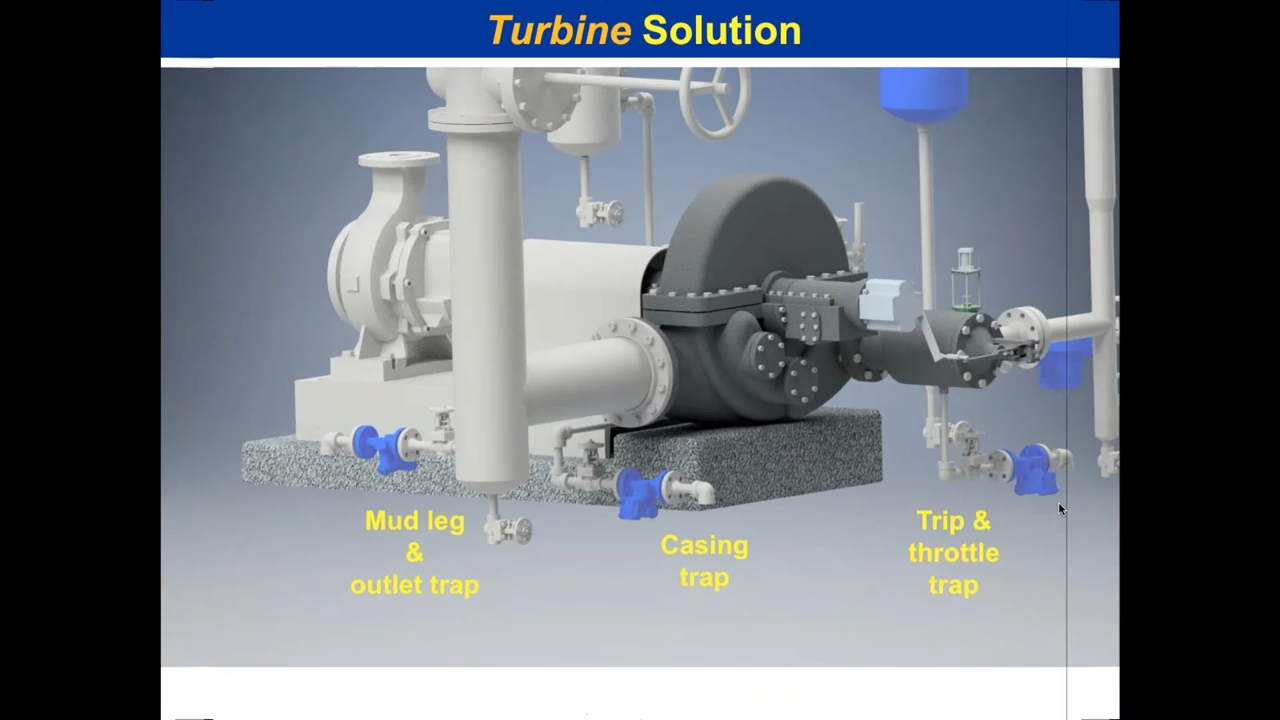 Turbine Solution
Mud leg
&
outlet trap
Casing
trap
Trip &
throttle
trap